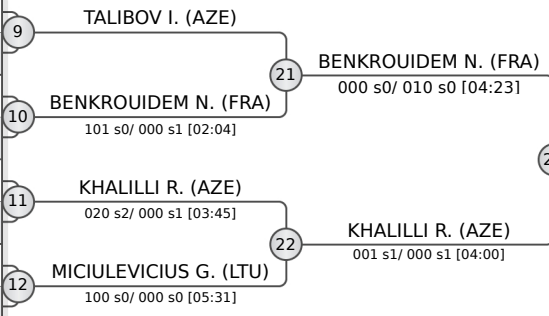 TALIBOV I. (AZE)
9
21
BENKROUIDEM N. (FRA)
000 s0/ 010 s0 [04:23]
BENKROUIDEM N. (FRA)
10
101 s0/ 000 s1 [02:04]
KHALILLI R. (AZE)
11
020 s2/ 000 s1 [03:45]
22
KHALILLI R. (AZE)
001 s1/ 000 s1 [04:00]
MICIULEVICIUS G. (LTU)
12
100 s0/ 000 s0 [05:31]